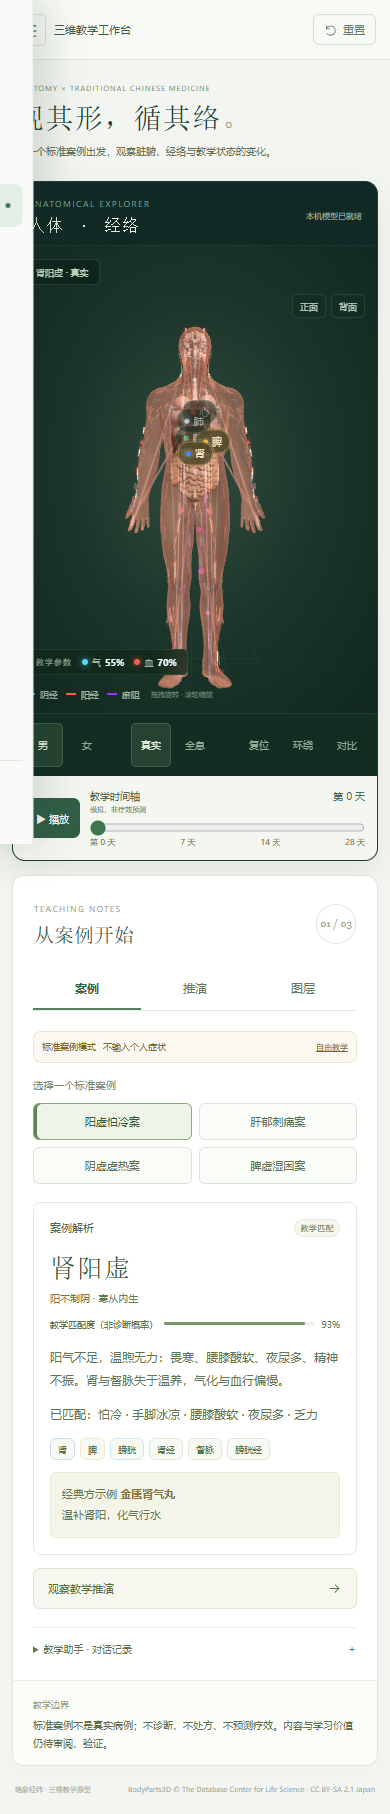 三维教学工作台
重置
TOMY × TRADITIONAL CHINESE MEDICINE
观其形，循其络。
一个标准案例出发，观察脏腑、经络与教学状态的变化。
ANATOMICAL EXPLORER
人体 · 经络
本机模型已就绪
肾阳虚 · 真实
正面
背面
肺
脾
肾
教学参数
气 55%
血 70%
阴经
阳经
瘀阻
拖拽旋转 · 滚轮缩放
男
女
真实
全息
复位
环绕
对比
▶ 播放
教学时间轴
第 0 天
模拟，非疗效预测
第 0 天
7 天
14 天
28 天
TEACHING NOTES
从案例开始
01 / 03
案例
推演
图层
标准案例模式 不输入个人症状
自由教学
选择一个标准案例
阳虚怕冷案
肝郁刺痛案
阴虚虚热案
脾虚湿困案
案例解析
教学匹配
肾阳虚
阳不制阴 · 寒从内生
教学匹配度（非诊断概率）
93%
阳气不足，温煦无力：畏寒、腰膝酸软、夜尿多、精神
不振。肾与督脉失于温养，气化与血行偏慢。
已匹配：怕冷 · 手脚冰凉 · 腰膝酸软 · 夜尿多 · 乏力
肾
脾
膀胱
肾经
督脉
膀胱经
经典方示例 金匮肾气丸
温补肾阳，化气行水
观察教学推演
→
▶ 教学助手 · 对话记录
+
教学边界
标准案例不是真实病例；不诊断、不处方、不预测疗效。内容与学习价值
仍待审阅、验证。
络象经纬 · 三维教学原型
BodyParts3D © The Database Center for Life Science · CC BY-SA 2.1 Japan